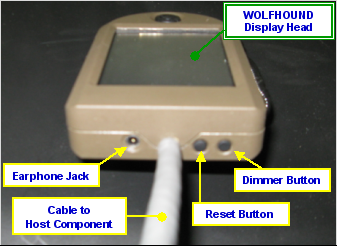 WOLFHOUND
Display Head
Earphone Jack
Dimmer Button
Cable to
Host Component
Reset Button